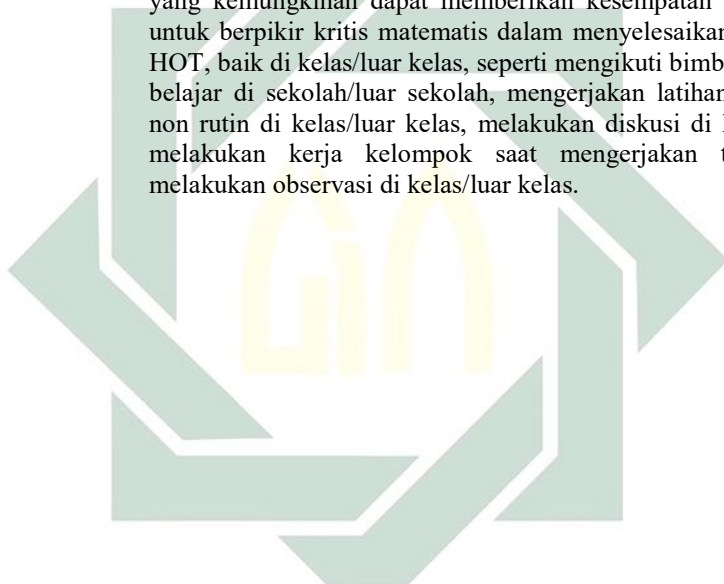 yang kemungkinan dapat memberikan kesempatan
untuk berpikir kritis matematis dalam menyelesaikan
HOT, baik di kelas/luar kelas, seperti mengikuti
belajar di sekolah/luar sekolah, mengerjakan latihan
non rutin di kelas/luar kelas, melakukan diskusi di
melakukan kerja kelompok saat mengerjakan
melakukan observasi di kelas/luar kelas.